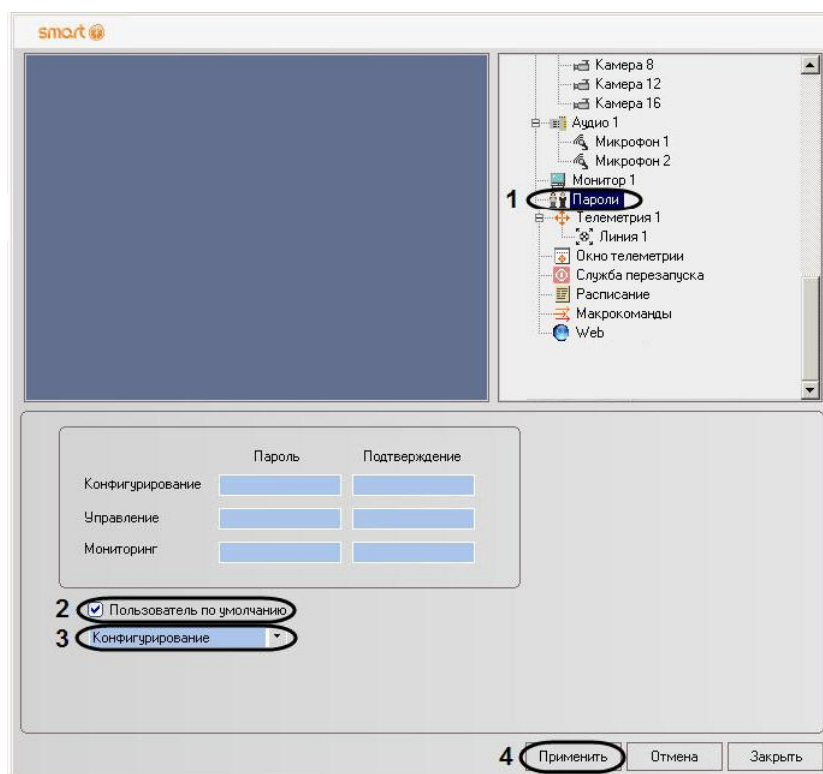 smart
Камера 8
Камера 12
Камера 16
Аудио 1
Микрофон 1
Микрофон 2
Монитор 1
1 Пароли
Телеметрия 1
Линия 1
Окно телеметрии
Служба перезапуска
Расписание
Макрокоманды
Web
Пароль Подтверждение
Конфигурирование
Управление
Мониторинг
2 Пользователь по умолчанию
3 Конфигурирование
4 Применить Отмена Закрыть